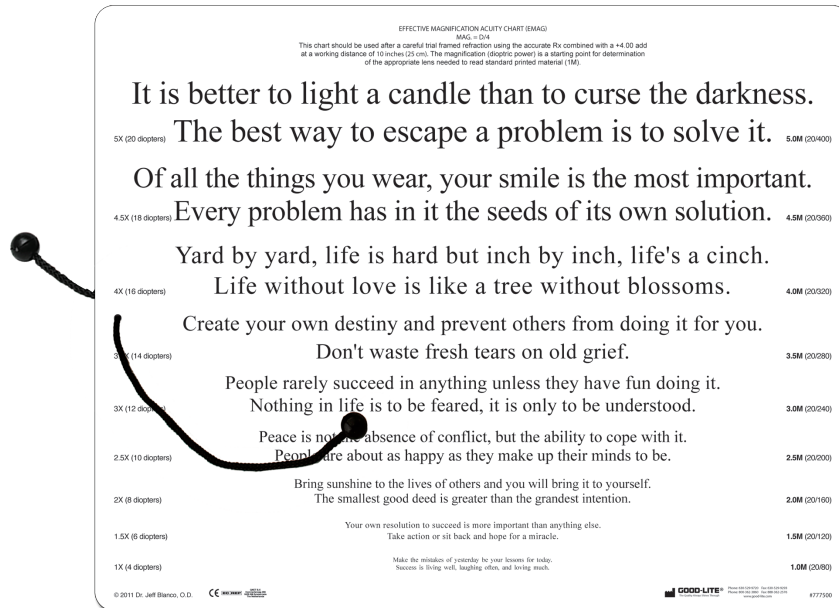 EFFECTIVE MAGNIFICATION ACUITY CHART (EMAG)
MAG. = D/4
This chart should be used after a careful trial framed refraction using the accurate Rx combined with a +4.00 add
at a working distance of 10 inches (25 cm). The magnification (dioptric power) is a starting point for determination
of the appropriate lens needed to read standard printed material (1M).
It is better to light a candle than to curse the darkness.
5X (20 diopters) The best way to escape a problem is to solve it. 5.0M (20/400)
Of all the things you wear, your smile is the most important.
4.5X (18 diopters) Every problem has in it the seeds of its own solution. 4.5M (20/360)
Yard by yard, life is hard but inch by inch, life's a cinch.
4X (16 diopters) Life without love is like a tree without blossoms. 4.0M (20/320)
Create your own destiny and prevent others from doing it for you.
(14 diopters) Don't waste fresh tears on old grief. 3.5M (20/280)
People rarely succeed in anything unless they have fun doing it.
3X (12 diopters) Nothing in life is to be feared, it is only to be understood. 3.0M (20/240)
Peace is not the absence of conflict, but the ability to cope with it.
2.5X (10 diopters) People are about as happy as they make up their minds to be. 2.5M (20/200)
Bring sunshine to the lives of others and you will bring it to yourself.
2X (8 diopters) The smallest good deed is greater than the grandest intention. 2.0M (20/160)
Your own resolution to succeed is more important than anything else.
1.5X (6 diopters) Take action or sit back and hope for a miracle. 1.5M (20/120)
Make the mistakes of yesterday be your lessons for today.
1X (4 diopters) Success is living well, laughing often, and loving much. 1.0M (20/80)
© 2011 Dr. Jeff Blanco, O.D. CE GOOD-LITE® #777500